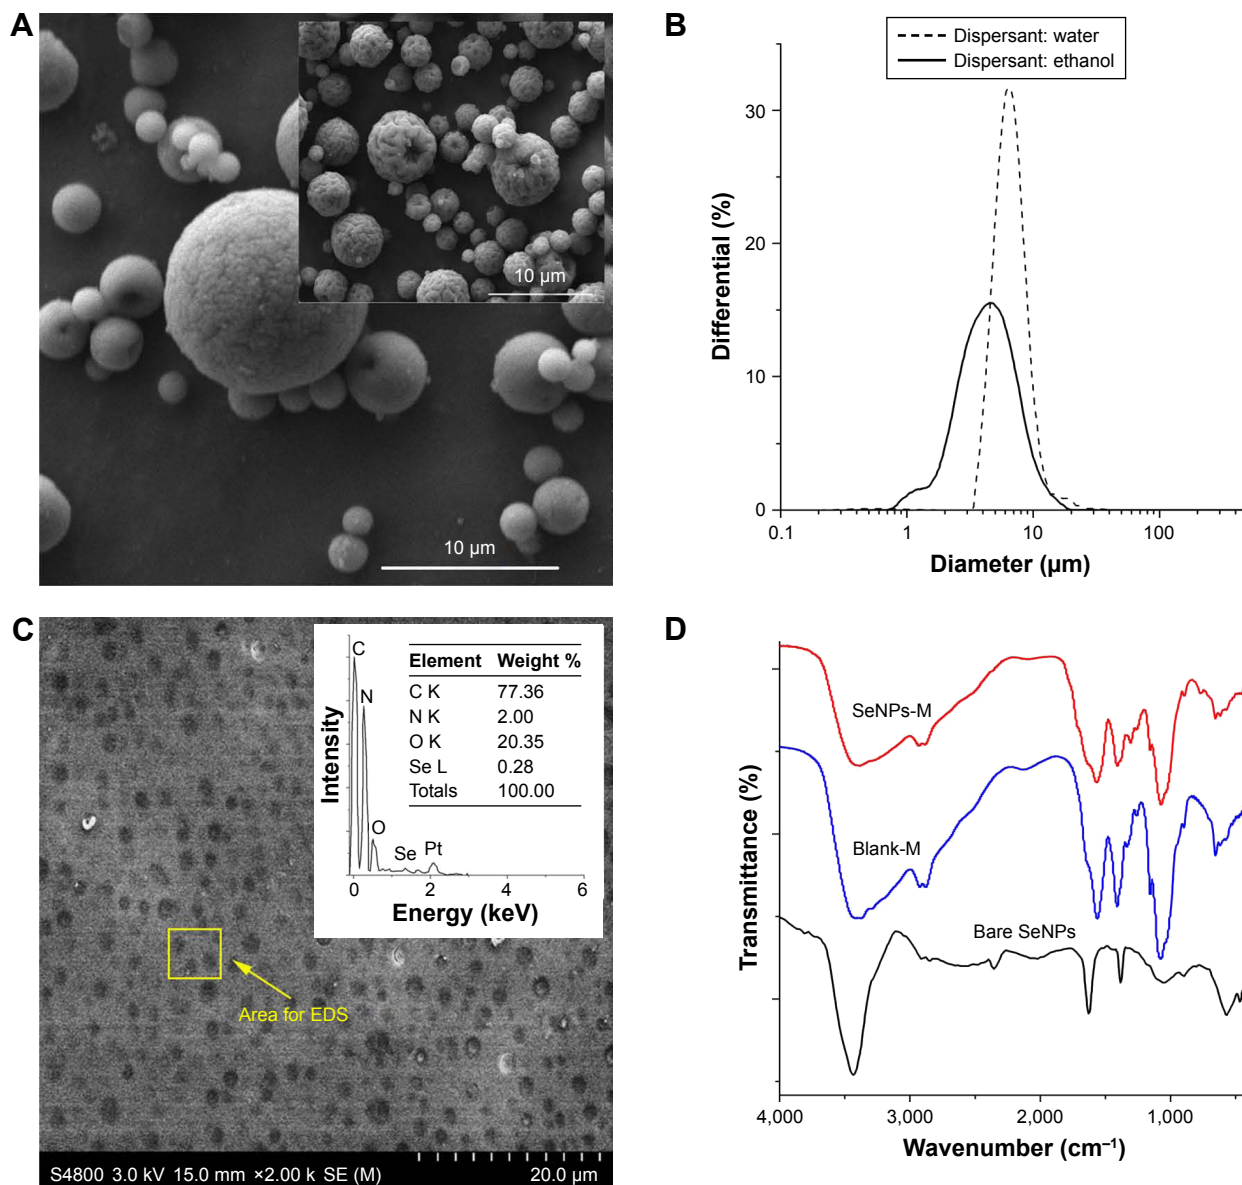 A
10 µm
10 µm
B
Dispersant: water
Dispersant: ethanol
Differential (%)
30
20
10
0
0.1
1
10
100
Diameter (µm)
C
Element Weight %
C K 77.36
N K 2.00
O K 20.35
Se L 0.28
Totals 100.00
Intensity
C
N
O
Se
Pt
0
2
4
6
Energy (keV)
Area for EDS
S4800 3.0 kV 15.0 mm ×2.00 k SE (M)
20.0 µm
D
SeNPs-M
Blank-M
Bare SeNPs
Transmittance (%)
4,000
3,000
2,000
1,000
Wavenumber (cm⁻¹)